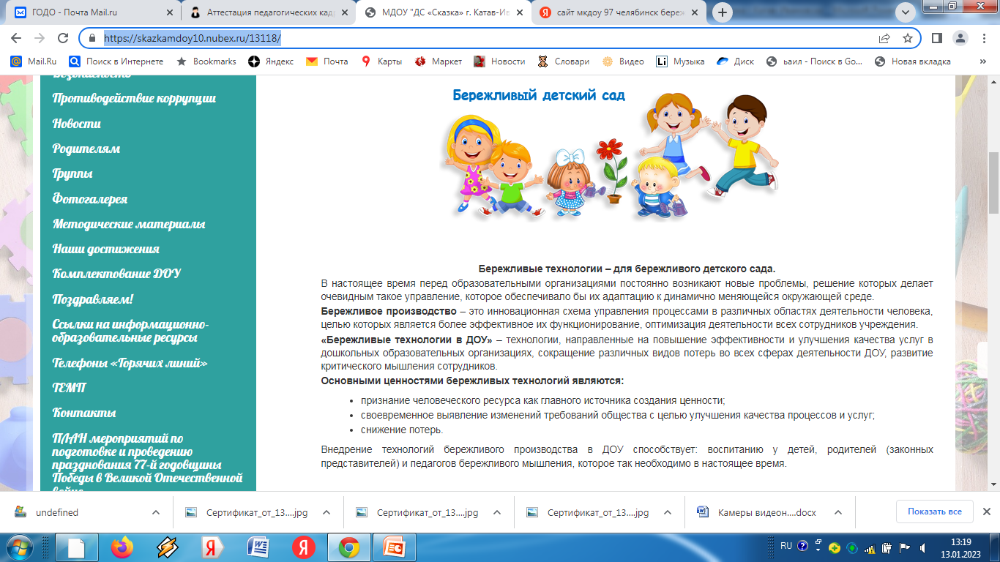 ГОДО - Почта Mail.ru
Аттестация педагогических кадр
МДОУ "ДС «Сказка» г. Катав-Ив
сайт мкдоу 97 челябинск береж
https://skazkamdoy10.nubex.ru/13118/
Mail.Ru
Поиск в Интернете
Bookmarks
Яндекс
Почта
Карты
Маркет
Новости
Словари
Видео
Музыка
Диск
ьаил - Поиск в Go...
Новая вкладка
»
Безопасность
Противодействие коррупции
Новости
Родителям
Группы
Фотогалерея
Методические материалы
Наши достижения
Комплектование ДОУ
Поздравляем!
Ссылки на информационно-
образовательные ресурсы
Телефоны «Горячих линий»
ТЕМП
Контакты
ПЛАН мероприятий по
подготовке и проведению
празднования 77-й годовщины
Победы в Великой Отечественной
войне
Бережливый детский сад
Бережливые технологии – для бережливого детского сада.
В настоящее время перед образовательными организациями постоянно возникают новые проблемы, решение которых делает
очевидным такое управление, которое обеспечивало бы их адаптацию к динамично меняющейся окружающей среде.
Бережливое производство – это инновационная схема управления процессами в различных областях деятельности человека,
целью которых является более эффективное их функционирование, оптимизация деятельности всех сотрудников учреждения.
«Бережливые технологии в ДОУ» – технологии, направленные на повышение эффективности и улучшения качества услуг в
дошкольных образовательных организациях, сокращение различных видов потерь во всех сферах деятельности ДОУ, развитие
критического мышления сотрудников.
Основными ценностями бережливых технологий являются:
• признание человеческого ресурса как главного источника создания ценности;
• своевременное выявление изменений требований общества с целью улучшения качества процессов и услуг;
• снижение потерь.
Внедрение технологий бережливого производства в ДОУ способствует: воспитанию у детей, родителей (законных
представителей) и педагогов бережливого мышления, которое так необходимо в настоящее время.
undefined
Сертификат_от_13....jpg
Сертификат_от_13....jpg
Сертификат_от_13....jpg
Камеры видеон....docx
Показать все
RU
13:19
13.01.2023